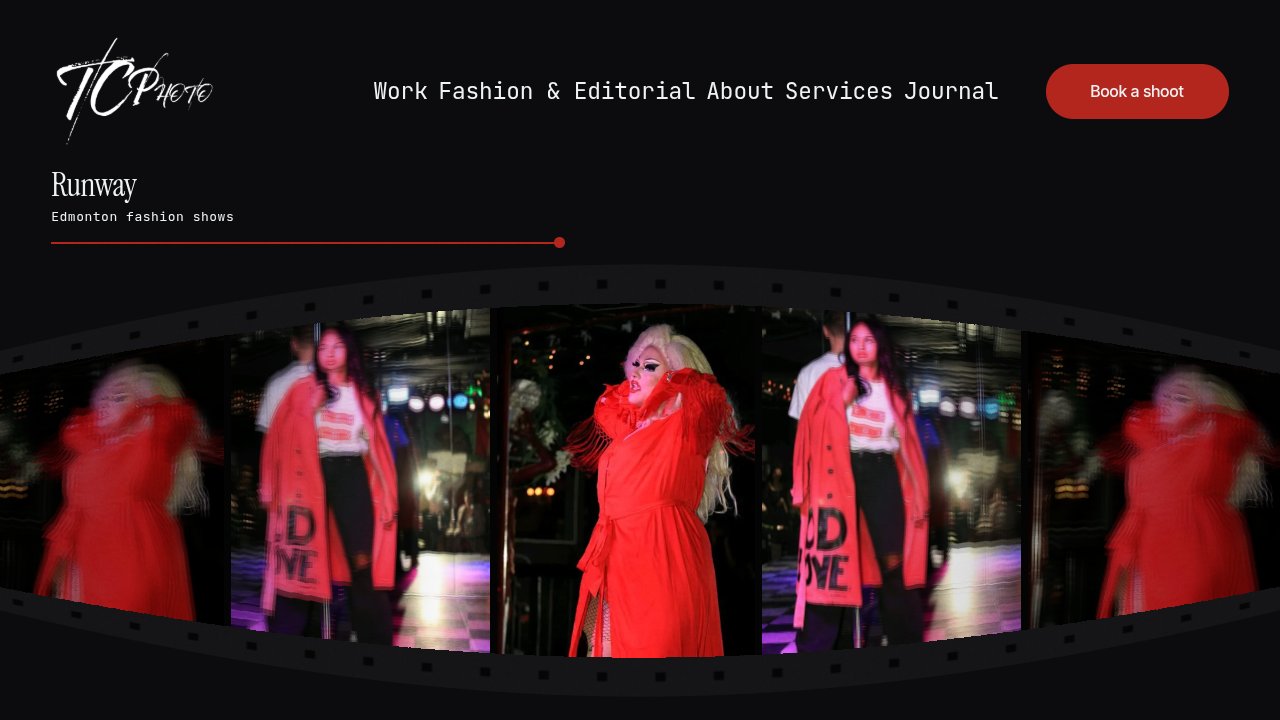 TCPHOTO
Work Fashion & Editorial About Services Journal
Book a shoot
Runway
Edmonton fashion shows